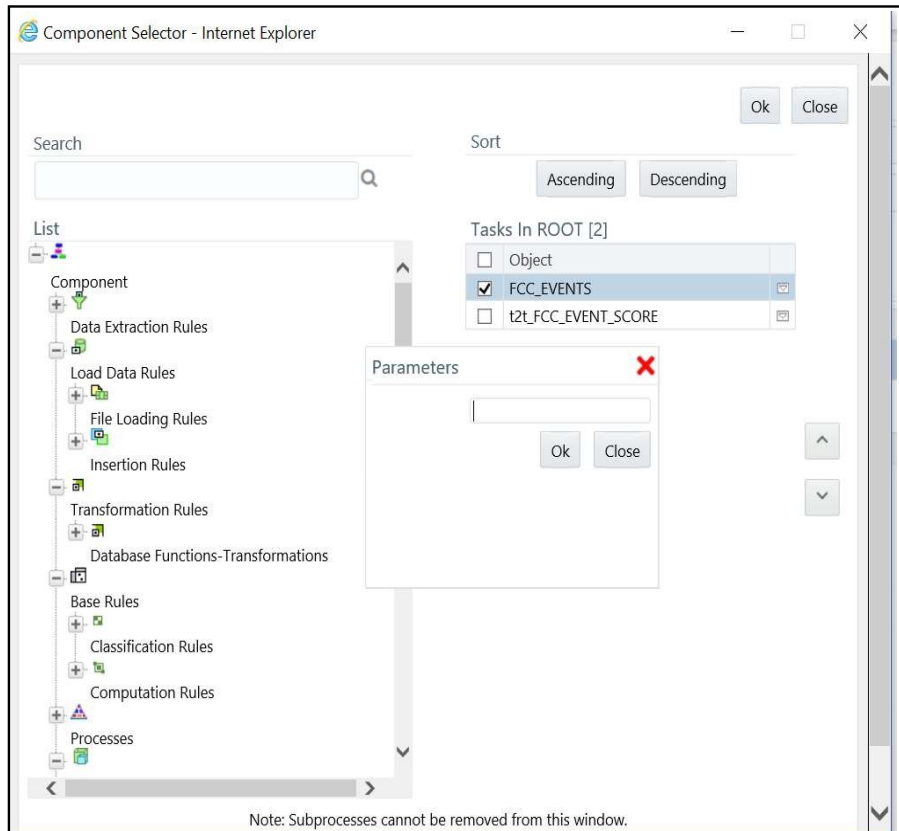 Component Selector - Internet Explorer
Ok Close
Search
Sort
Ascending Descending
List
Tasks In ROOT [2]
Object
FCC_EVENTS
t2t_FCC_EVENT_SCORE
Component
Data Extraction Rules
Load Data Rules
File Loading Rules
Insertion Rules
Transformation Rules
Database Functions-Transformations
Base Rules
Classification Rules
Computation Rules
Processes
Parameters
Ok Close
Note: Subprocesses cannot be removed from this window.